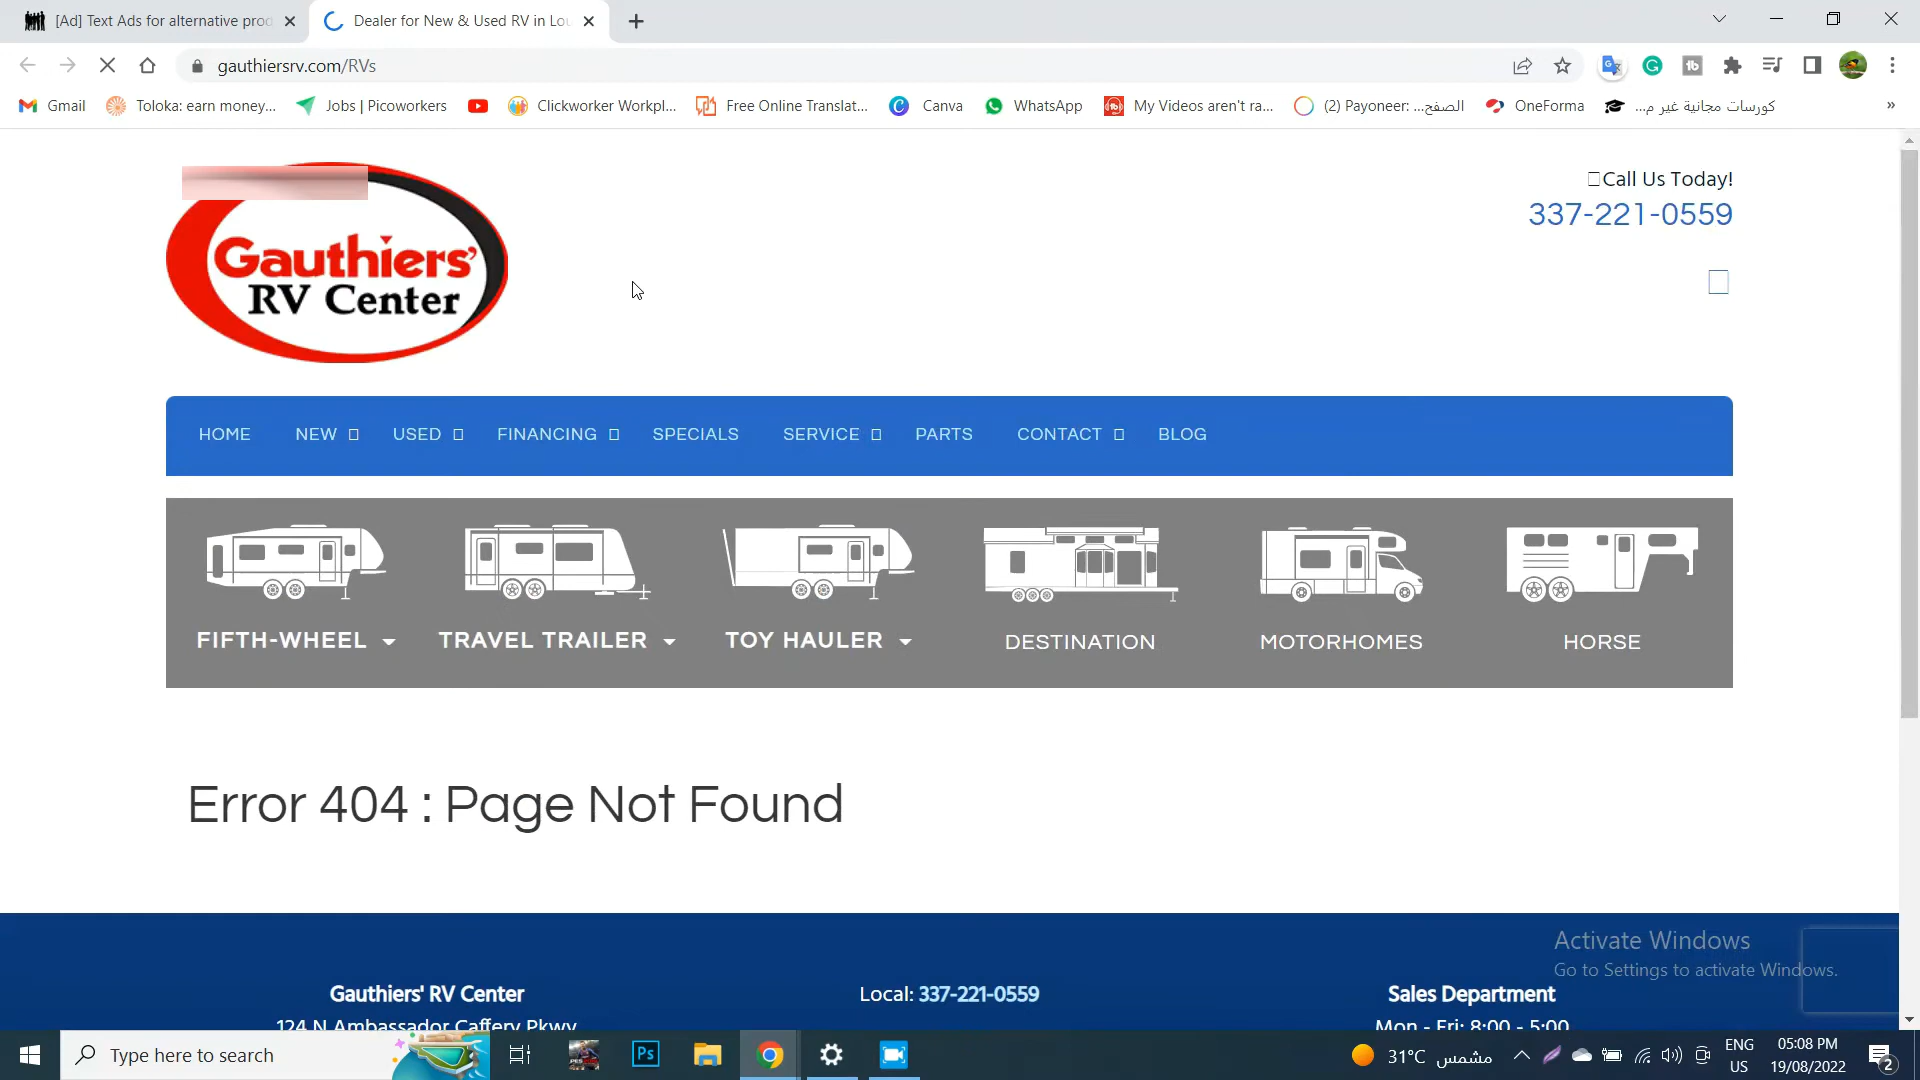 [Ad] Text Ads for alternative prod
Dealer for New & Used RV in Lou
gauthiersrv.com/RVs
Gmail
Toloka: earn money...
Jobs | Picoworkers
Clickworker Workpl...
Free Online Translat...
Canva
WhatsApp
My Videos aren't ra...
(2) Payoneer: الصفح...
OneForma
كورسات مجانية غير م...
»
Gauthiers'
RV Center
Call Us Today!
337-221-0559
HOME
NEW
USED
FINANCING
SPECIALS
SERVICE
PARTS
CONTACT
BLOG
FIFTH-WHEEL
TRAVEL TRAILER
TOY HAULER
DESTINATION
MOTORHOMES
HORSE
Error 404 : Page Not Found
Activate Windows
Go to Settings to activate Windows.
Gauthiers' RV Center
Local: 337-221-0559
Sales Department
124 N Ambassador Caffery Pkwy
Mon - Fri: 8:00 - 5:00
Type here to search
Ps
31°C مشمس
ENG
US
05:08 PM
19/08/2022
2